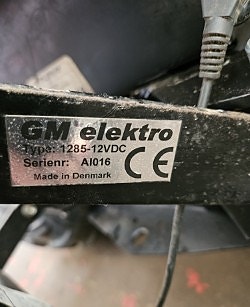 GM elektro
Type: 1285-12VDC
Serienr: AI016
CE
Made in Denmark